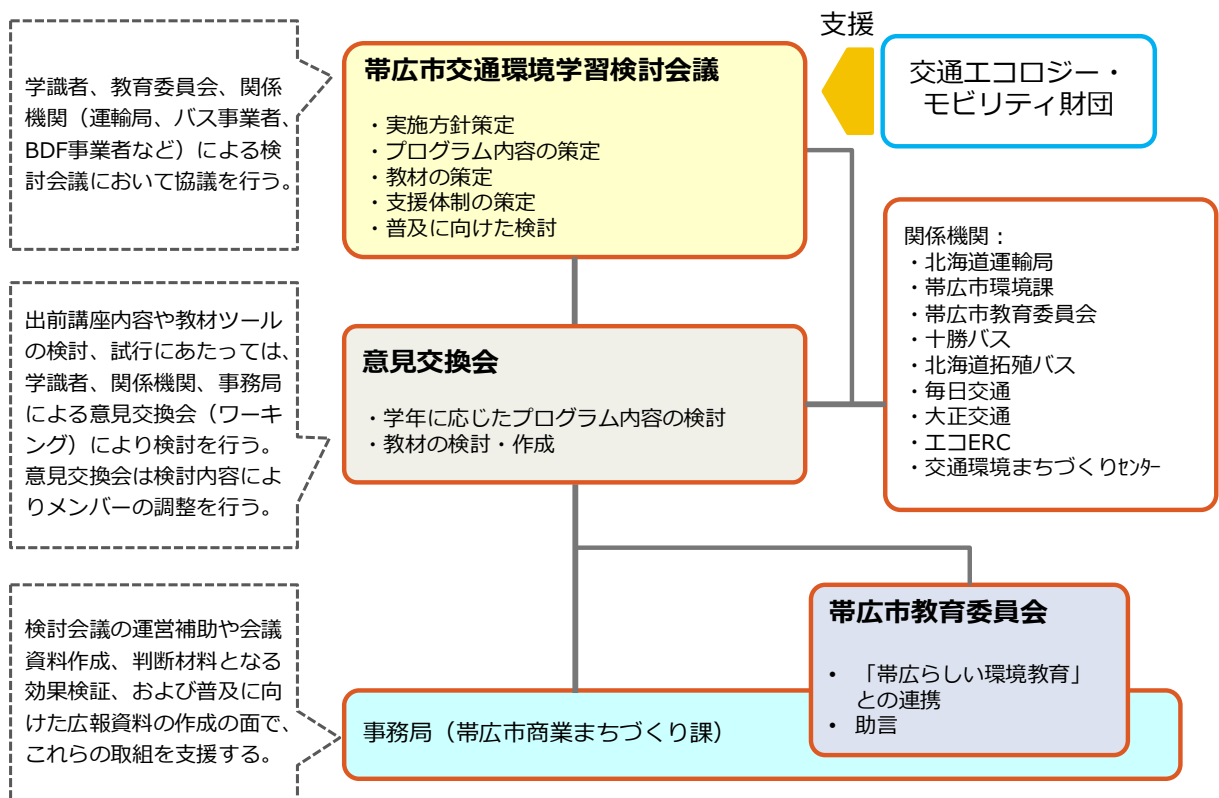 支援
交通エコロジー・
モビリティ財団
学識者、教育委員会、関係
機関（運輸局、バス事業者、
BDF事業者など）による検
討会議において協議を行う。
帯広市交通環境学習検討会議
・実施方針策定
・プログラム内容の策定
・教材の策定
・支援体制の策定
・普及に向けた検討
関係機関：
・北海道運輸局
・帯広市環境課
・帯広市教育委員会
・十勝バス
・北海道拓殖バス
・毎日交通
・大正交通
・エコERC
・交通環境まちづくりｾﾝﾀｰ
出前講座内容や教材ツール
の検討、試行にあたっては、
学識者、関係機関、事務局
による意見交換会（ワーキ
ング）により検討を行う。
意見交換会は検討内容によ
りメンバーの調整を行う。
意見交換会
・学年に応じたプログラム内容の検討
・教材の検討・作成
検討会議の運営補助や会議
資料作成、判断材料となる
効果検証、および普及に向
けた広報資料の作成の面で、
これらの取組を支援する。
帯広市教育委員会
• 「帯広らしい環境教育」
との連携
• 助言
事務局（帯広市商業まちづくり課）